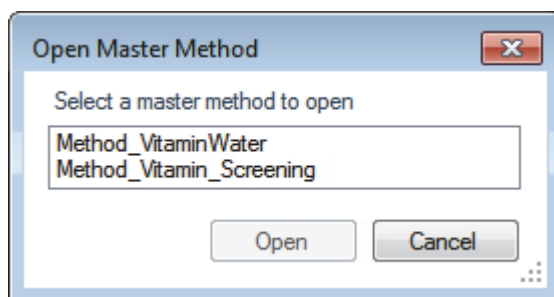 Open Master Method
Select a master method to open
Method_VitaminWater
Method_Vitamin_Screening
Open
Cancel